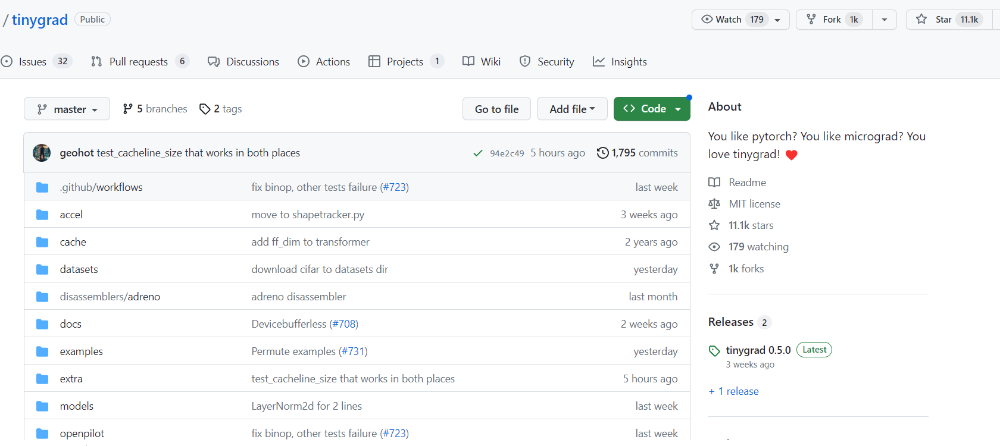 / tinygrad Public Watch 179 Fork 1k Star 11.1k
Issues 32 Pull requests 6 Discussions Actions Projects 1 Wiki Security Insights
master 5 branches 2 tags Go to file Add file Code
geohot test_cacheline_size that works in both places 94e2c49 5 hours ago 1,795 commits
.github/workflows fix binop, other tests failure (#723) last week
accel move to shapetracker.py 3 weeks ago
cache add ff_dim to transformer 2 years ago
datasets download cifar to datasets dir yesterday
disassemblers/adreno adreno disassembler last month
docs Devicebufferless (#708) 2 weeks ago
examples Permute examples (#731) yesterday
extra test_cacheline_size that works in both places 5 hours ago
models LayerNorm2d for 2 lines last week
openpilot fix binop, other tests failure (#723) last week
About
You like pytorch? You like micrograd? You
love tinygrad! ❤️
Readme
MIT license
11.1k stars
179 watching
1k forks
Releases 2
tinygrad 0.5.0 Latest
3 weeks ago
+ 1 release